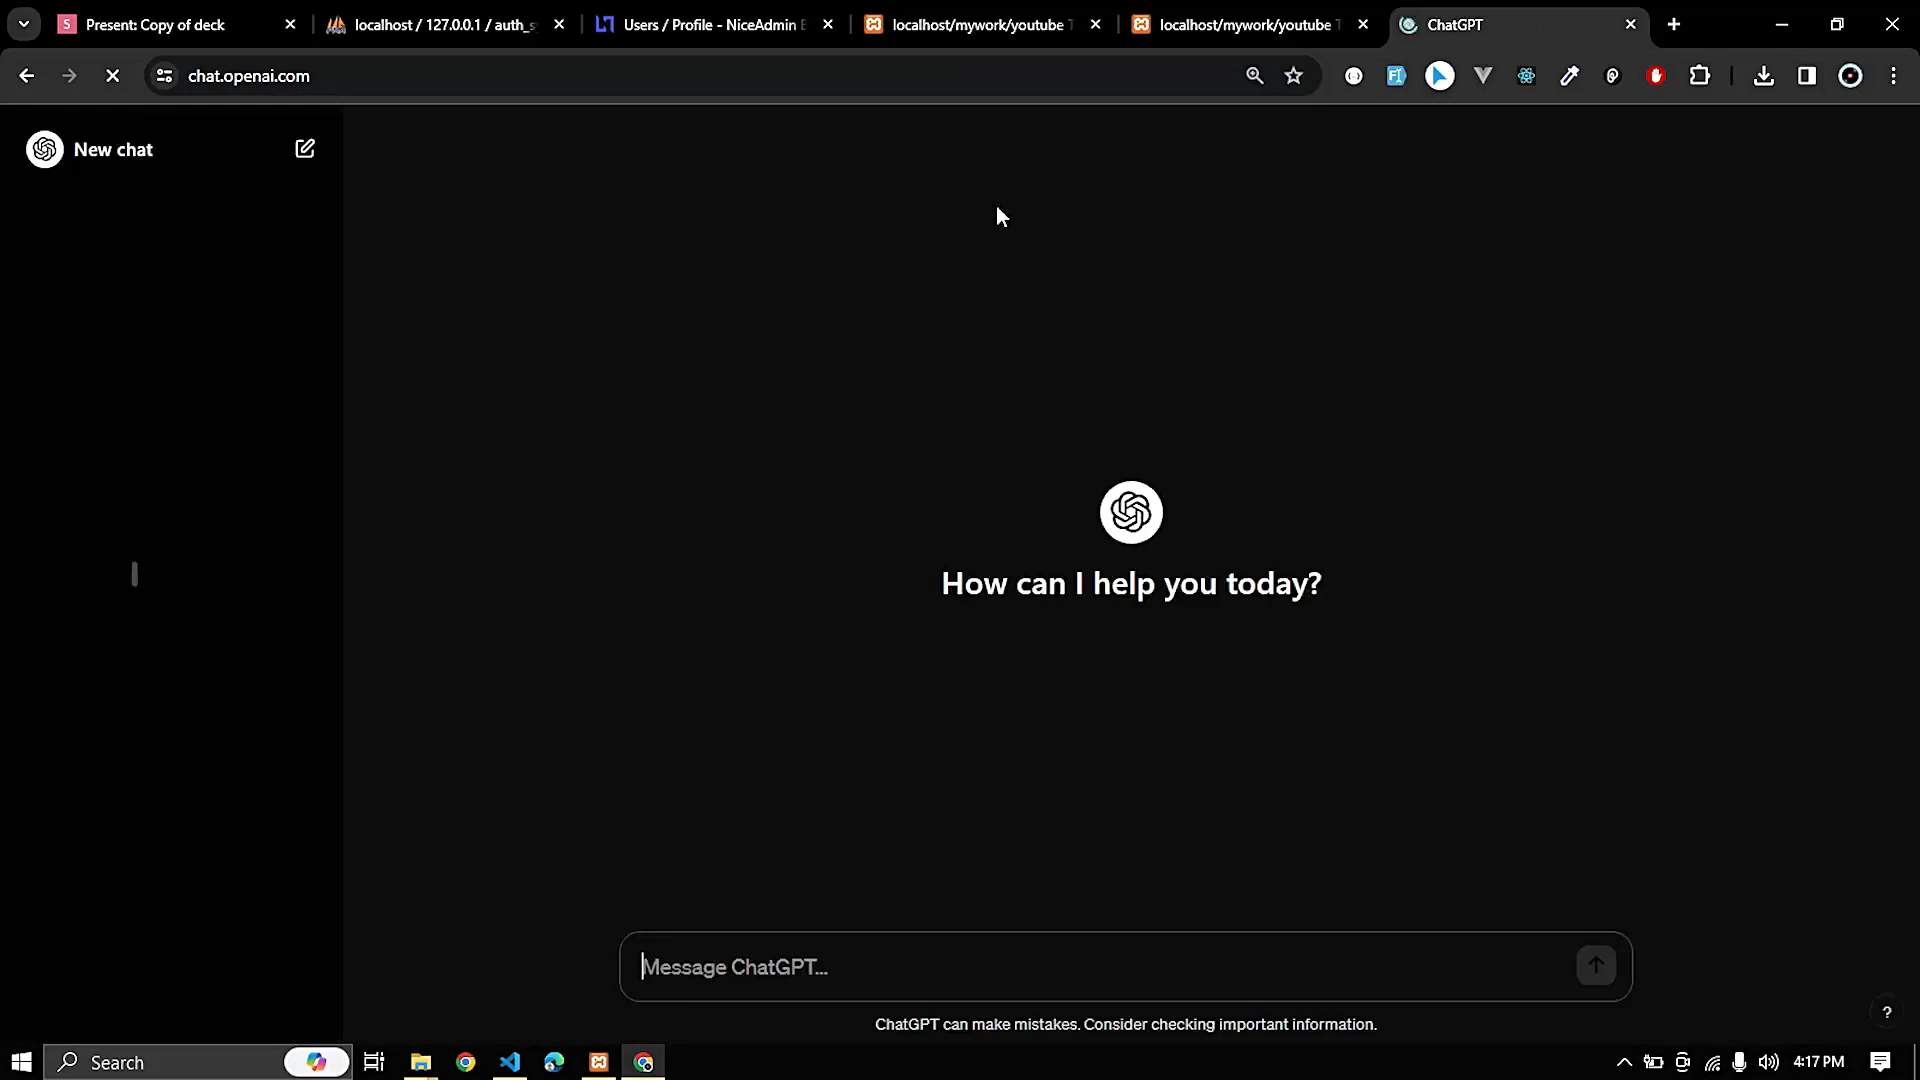 Present: Copy of deck
localhost / 127.0.0.1 / auth_s
Users / Profile - NiceAdmin
localhost/mywork/youtube
localhost/mywork/youtube
ChatGPT
chat.openai.com
New chat
How can I help you today?
Message ChatGPT...
ChatGPT can make mistakes. Consider checking important information.
?
Search
4:17 PM